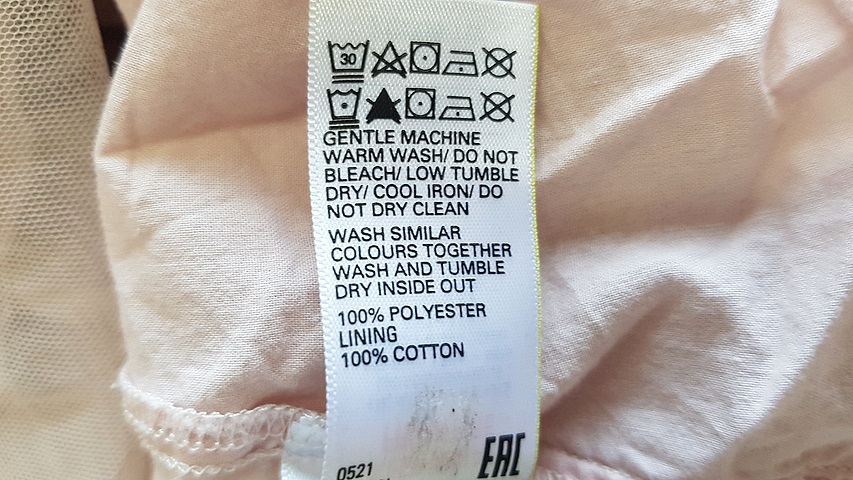 30
GENTLE MACHINE
WARM WASH/ DO NOT
BLEACH/ LOW TUMBLE
DRY/ COOL IRON/ DO
NOT DRY CLEAN
WASH SIMILAR
COLOURS TOGETHER
WASH AND TUMBLE
DRY INSIDE OUT
100% POLYESTER
LINING
100% COTTON
0521
EAC